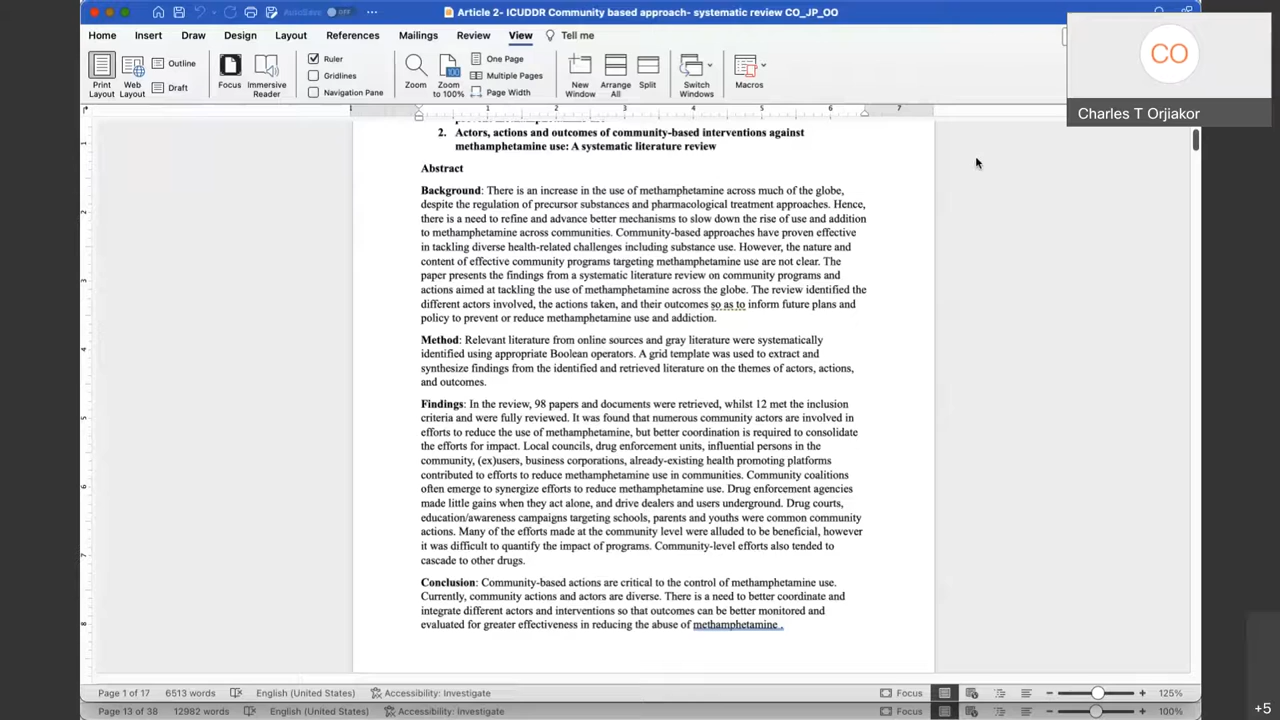 AutoSave OFF ... Article 2- ICUDDR Community based approach- systematic review CO_JP_OO
Home Insert Draw Design Layout References Mailings Review View Tell me
Print Layout
Web Layout
Outline
Draft
Focus
Immersive Reader
Ruler
Gridlines
Navigation Pane
Zoom
Zoom to 100%
One Page
Multiple Pages
Page Width
New Window
Arrange All
Split
Switch Windows
Macros
CO
Charles T Orjiakor
1 1 2 3 4 5 6 7
2. Actors, actions and outcomes of community-based interventions against
methamphetamine use: A systematic literature review
Abstract
Background: There is an increase in the use of methamphetamine across much of the globe,
despite the regulation of precursor substances and pharmacological treatment approaches. Hence,
there is a need to refine and advance better mechanisms to slow down the rise of use and addition
to methamphetamine across communities. Community-based approaches have proven effective
in tackling diverse health-related challenges including substance use. However, the nature and
content of effective community programs targeting methamphetamine use are not clear. The
paper presents the findings from a systematic literature review on community programs and
actions aimed at tackling the use of methamphetamine across the globe. The review identified the
different actors involved, the actions taken, and their outcomes so as to inform future plans and
policy to prevent or reduce methamphetamine use and addiction.
Method: Relevant literature from online sources and gray literature were systematically
identified using appropriate Boolean operators. A grid template was used to extract and
synthesize findings from the identified and retrieved literature on the themes of actors, actions,
and outcomes.
Findings: In the review, 98 papers and documents were retrieved, whilst 12 met the inclusion
criteria and were fully reviewed. It was found that numerous community actors are involved in
efforts to reduce the use of methamphetamine, but better coordination is required to consolidate
the efforts for impact. Local councils, drug enforcement units, influential persons in the
community, (ex)users, business corporations, already-existing health promoting platforms
contributed to efforts to reduce methamphetamine use in communities. Community coalitions
often emerge to synergize efforts to reduce methamphetamine use. Drug enforcement agencies
made little gains when they act alone, and drive dealers and users underground. Drug courts,
education/awareness campaigns targeting schools, parents and youths were common community
actions. Many of the efforts made at the community level were alluded to be beneficial, however
it was difficult to quantify the impact of programs. Community-level efforts also tended to
cascade to other drugs.
Conclusion: Community-based actions are critical to the control of methamphetamine use.
Currently, community actions and actors are diverse. There is a need to better coordinate and
integrate different actors and interventions so that outcomes can be better monitored and
evaluated for greater effectiveness in reducing the abuse of methamphetamine .
Page 1 of 17 6513 words English (United States) Accessibility: Investigate Focus 125%
Page 13 of 38 12982 words English (United States) Accessibility: Investigate Focus 100%
+5